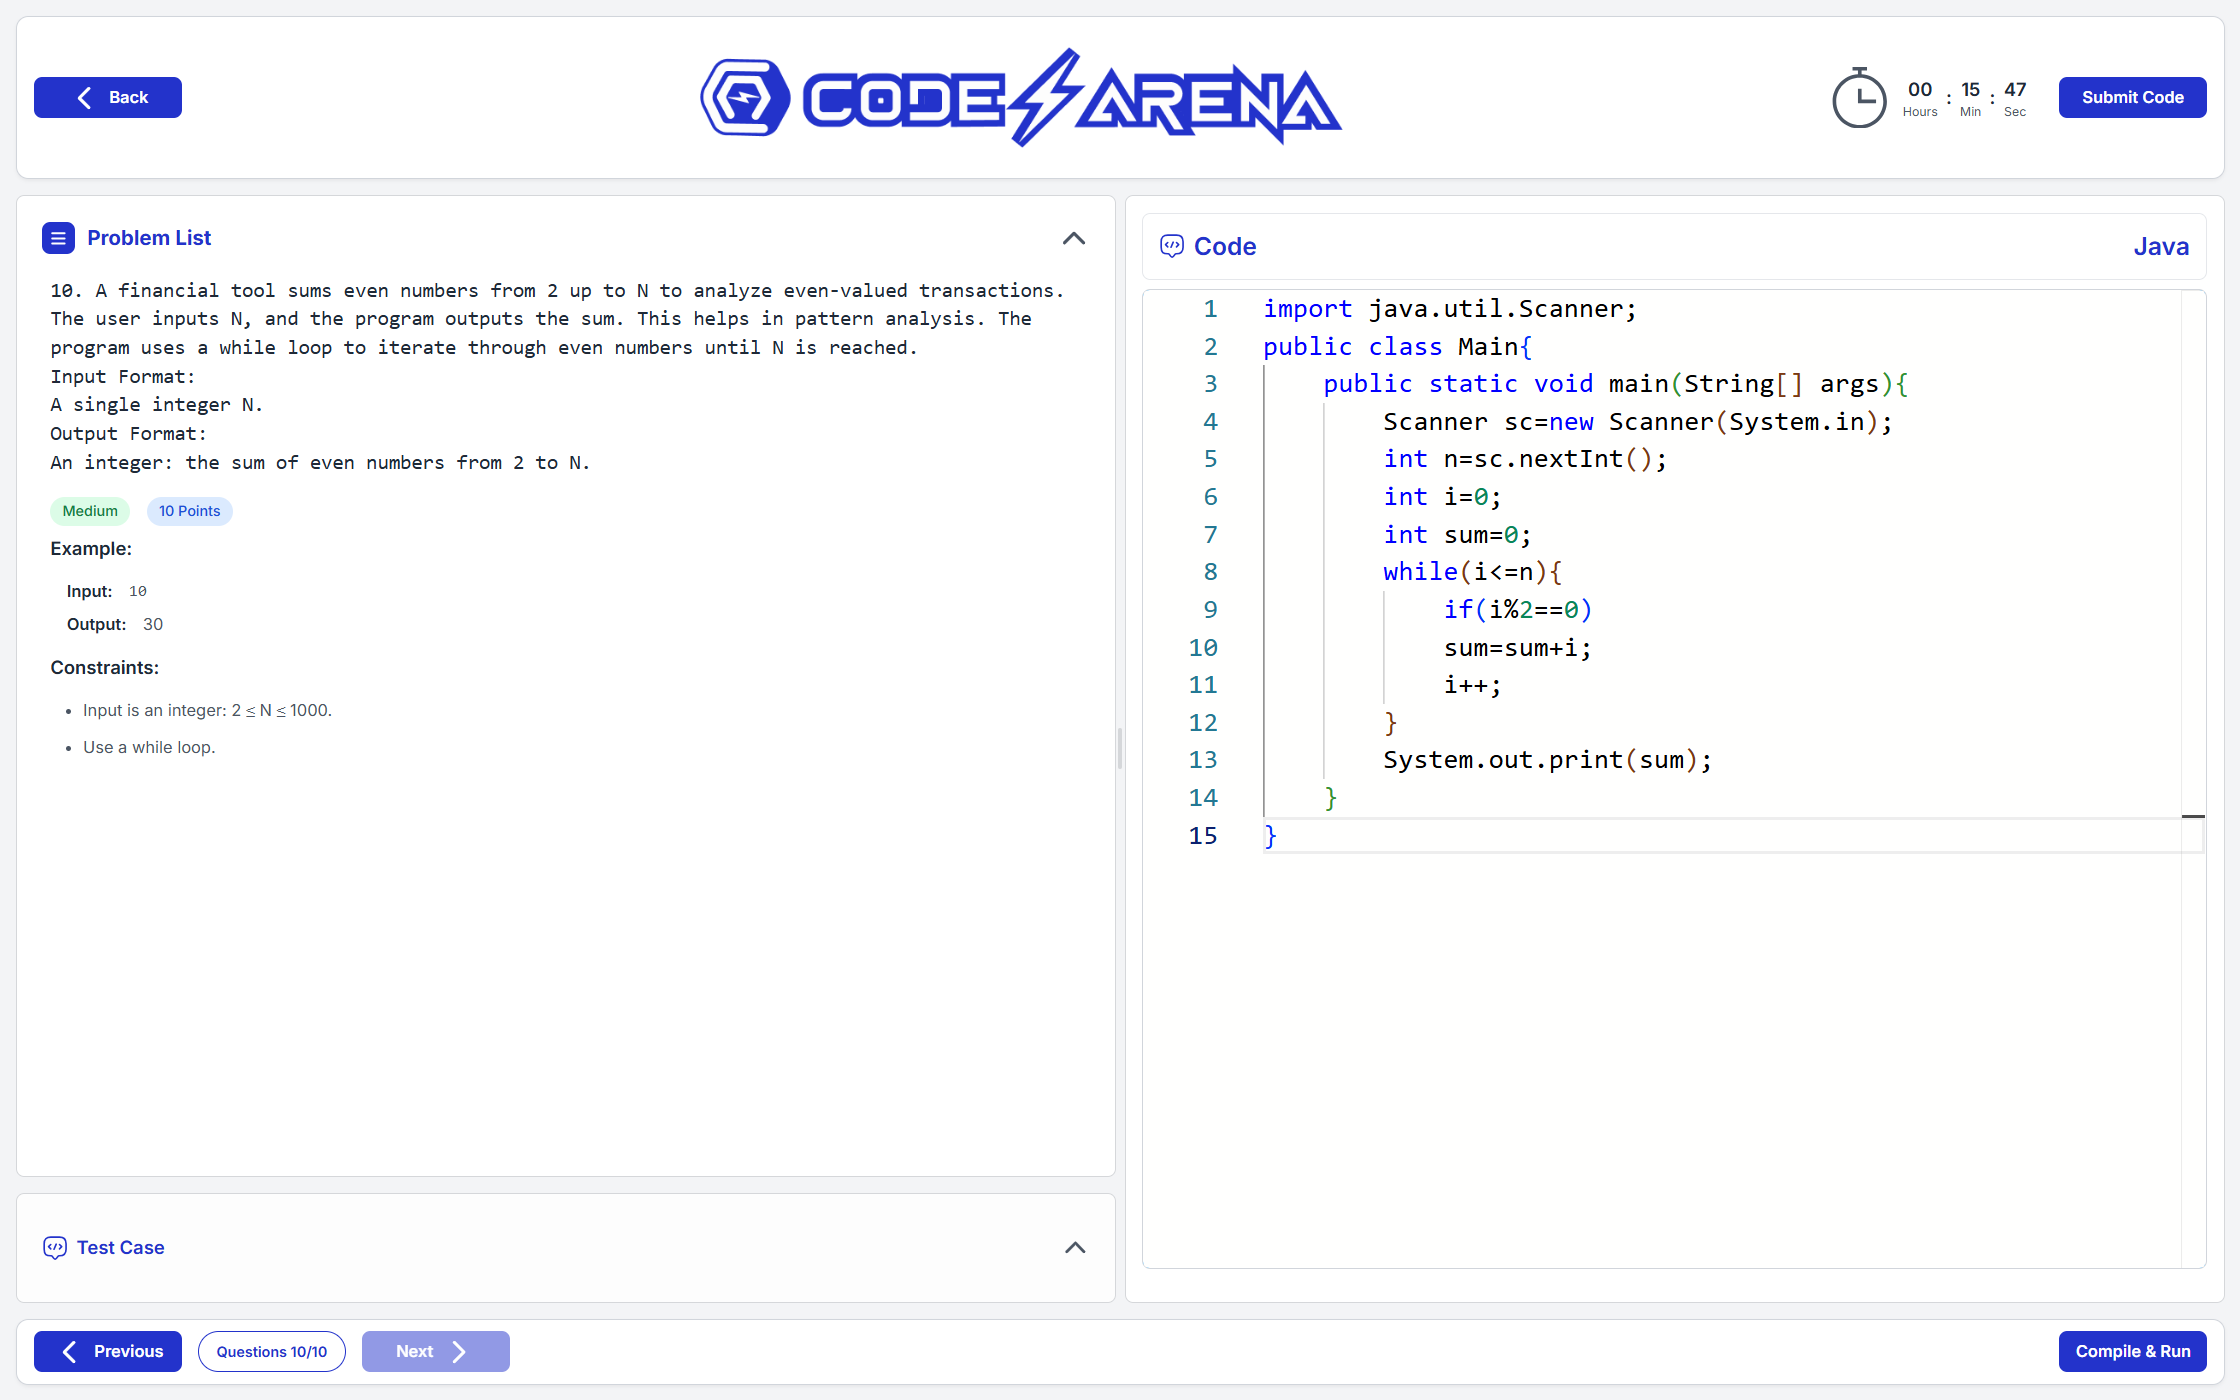 Back
CODE ARENA
00 : 15 : 47
Hours Min Sec
Submit Code
Problem List
10. A financial tool sums even numbers from 2 up to N to analyze even-valued transactions.
The user inputs N, and the program outputs the sum. This helps in pattern analysis. The
program uses a while loop to iterate through even numbers until N is reached.
Input Format:
A single integer N.
Output Format:
An integer: the sum of even numbers from 2 to N.
Medium 10 Points
Example:
Input: 10
Output: 30
Constraints:
• Input is an integer: 2 ≤ N ≤ 1000.
• Use a while loop.
Test Case
Code Java
1 import java.util.Scanner;
2 public class Main{
3     public static void main(String[] args){
4         Scanner sc=new Scanner(System.in);
5         int n=sc.nextInt();
6         int i=0;
7         int sum=0;
8         while(i<=n){
9             if(i%2==0)
10             sum=sum+i;
11             i++;
12         }
13         System.out.print(sum);
14     }
15 }
Previous Questions 10/10 Next Compile & Run